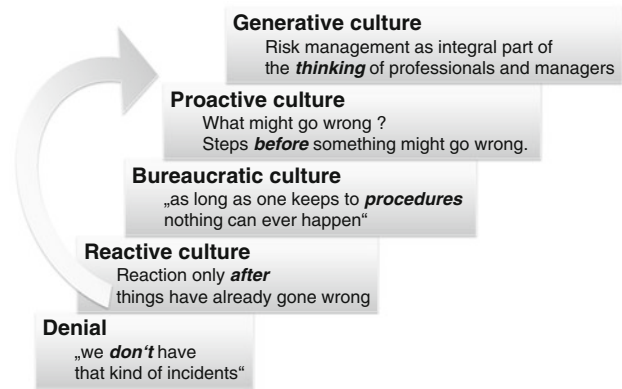 Generative culture
Risk management as integral part of
the thinking of professionals and managers
Proactive culture
What might go wrong ?
Steps before something might go wrong.
Bureaucratic culture
„as long as one keeps to procedures
nothing can ever happen“
Reactive culture
Reaction only after
things have already gone wrong
Denial
„we don‘t have
that kind of incidents“